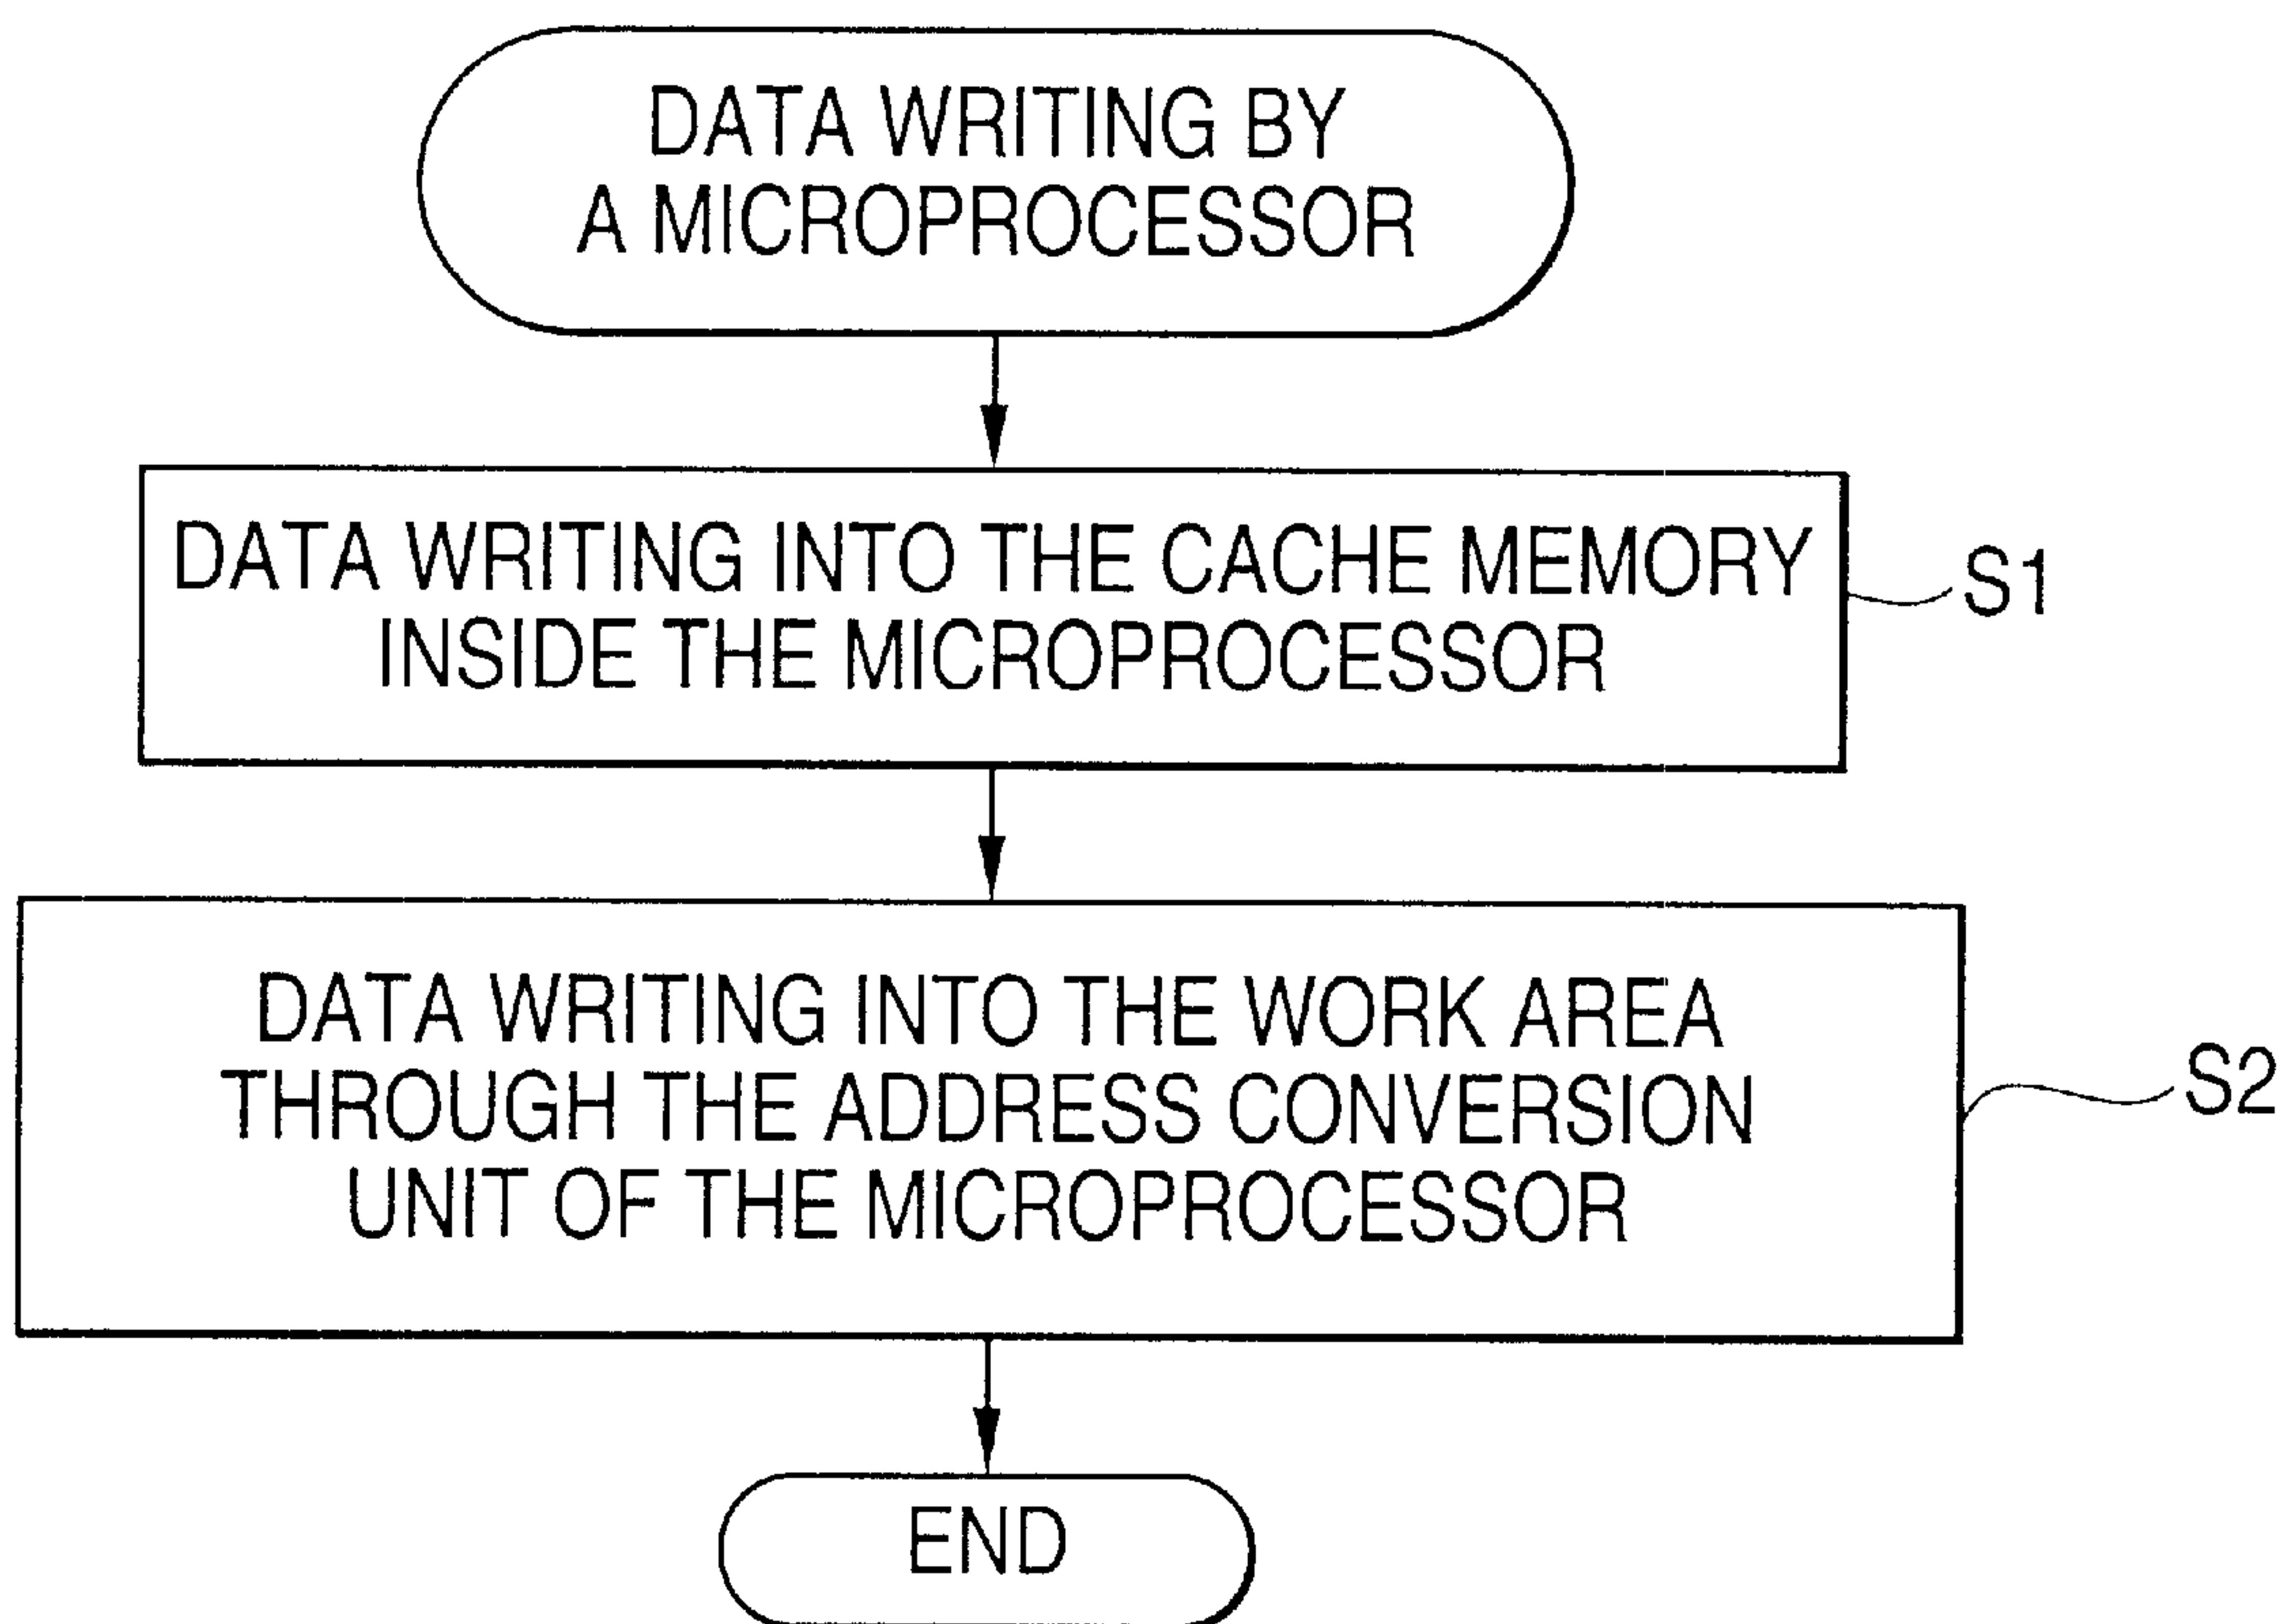 DATA WRITING BY
A MICROPROCESSOR
DATA WRITING INTO THE CACHE MEMORY
INSIDE THE MICROPROCESSOR
S1
DATA WRITING INTO THE WORK AREA
THROUGH THE ADDRESS CONVERSION
UNIT OF THE MICROPROCESSOR
S2
END